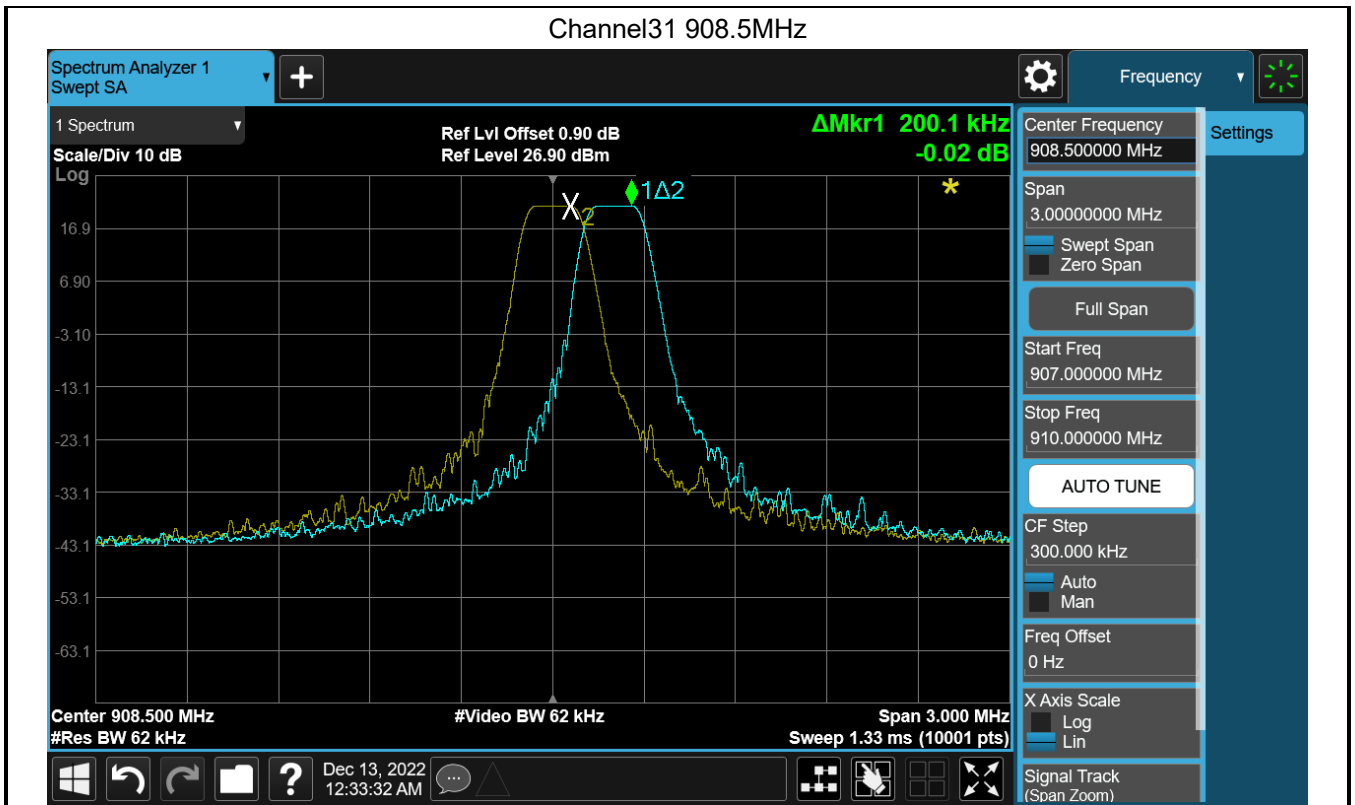 Channel31 908.5MHz
Spectrum Analyzer 1
Swept SA
Frequency
1 Spectrum
Scale/Div 10 dB
Log
Ref Lvl Offset 0.90 dB
Ref Level 26.90 dBm
ΔMkr1 200.1 kHz
-0.02 dB
X
2
1Δ2
*
16.9
6.90
-3.10
-13.1
-23.1
-33.1
-43.1
-53.1
-63.1
Center 908.500 MHz
#Video BW 62 kHz
Span 3.000 MHz
#Res BW 62 kHz
Sweep 1.33 ms (10001 pts)
Center Frequency
908.500000 MHz
Settings
Span
3.00000000 MHz
Swept Span
Zero Span
Full Span
Start Freq
907.000000 MHz
Stop Freq
910.000000 MHz
AUTO TUNE
CF Step
300.000 kHz
Auto
Man
Freq Offset
0 Hz
X Axis Scale
Log
Lin
Signal Track
(Span Zoom)
?
Dec 13, 2022
12:33:32 AM